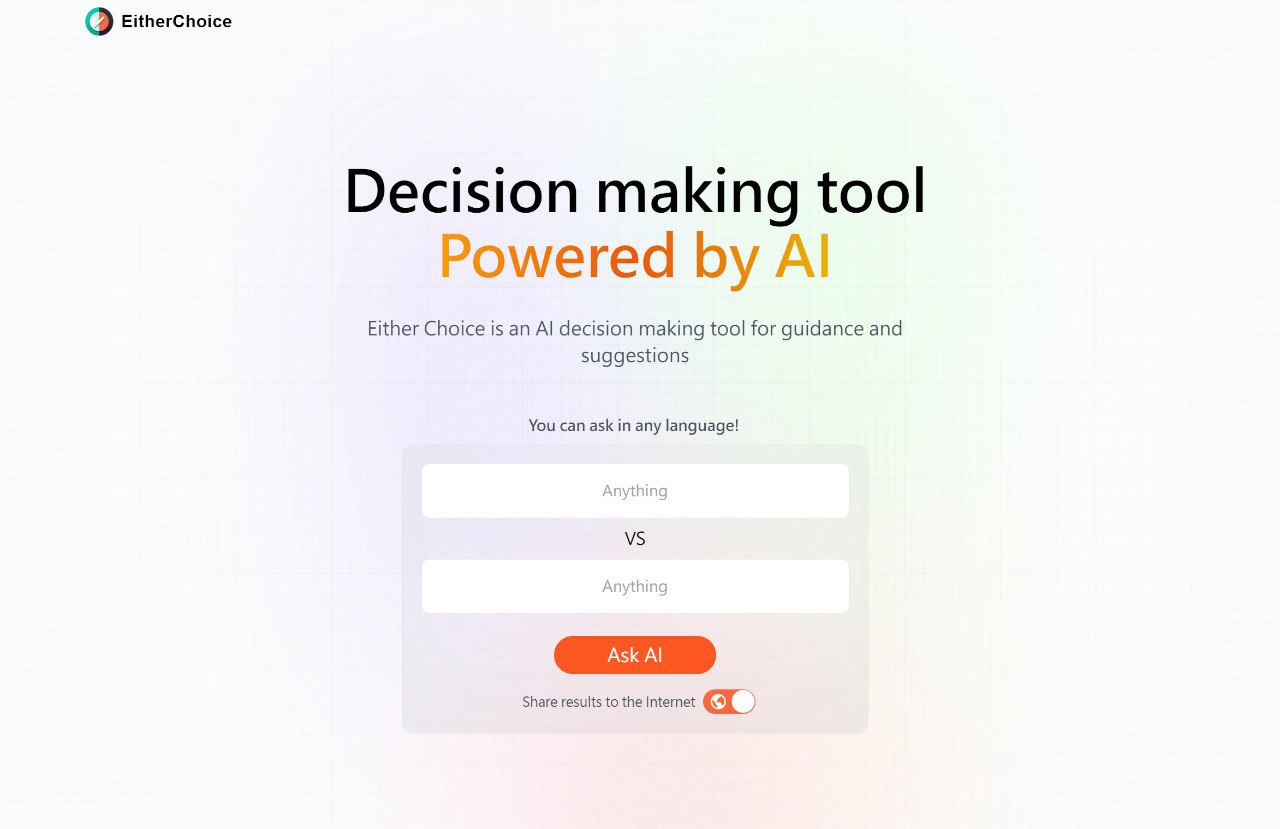 EitherChoice
Decision making tool
Powered by AI
Either Choice is an AI decision making tool for guidance and
suggestions
You can ask in any language!
Anything
VS
Anything
Ask AI
Share results to the Internet